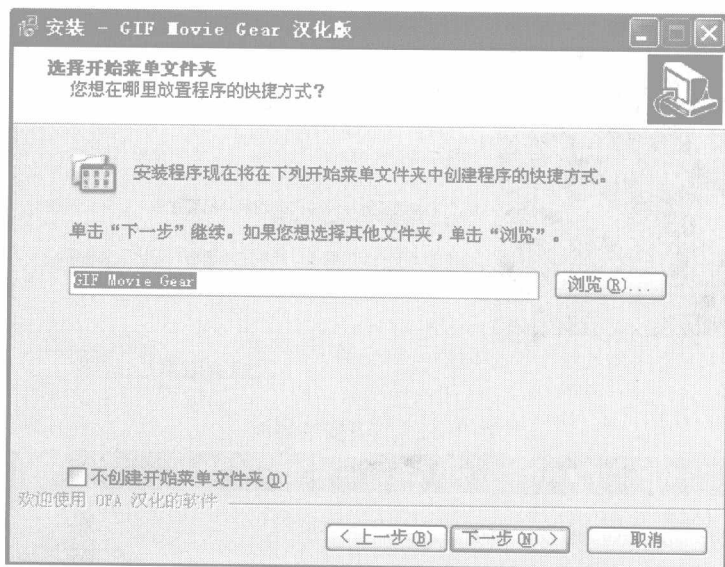 安装 - GIF Movie Gear 汉化版
选择开始菜单文件夹
您想在哪里放置程序的快捷方式?
安装程序现在将在下列开始菜单文件夹中创建程序的快捷方式。
单击“下一步”继续。如果您想选择其他文件夹,单击“浏览”。
GIF Movie Gear
浏览(R)...
不创建开始菜单文件夹(D)
欢迎使用 OFA 汉化的软件
< 上一步(B)
下一步(N) >
取消